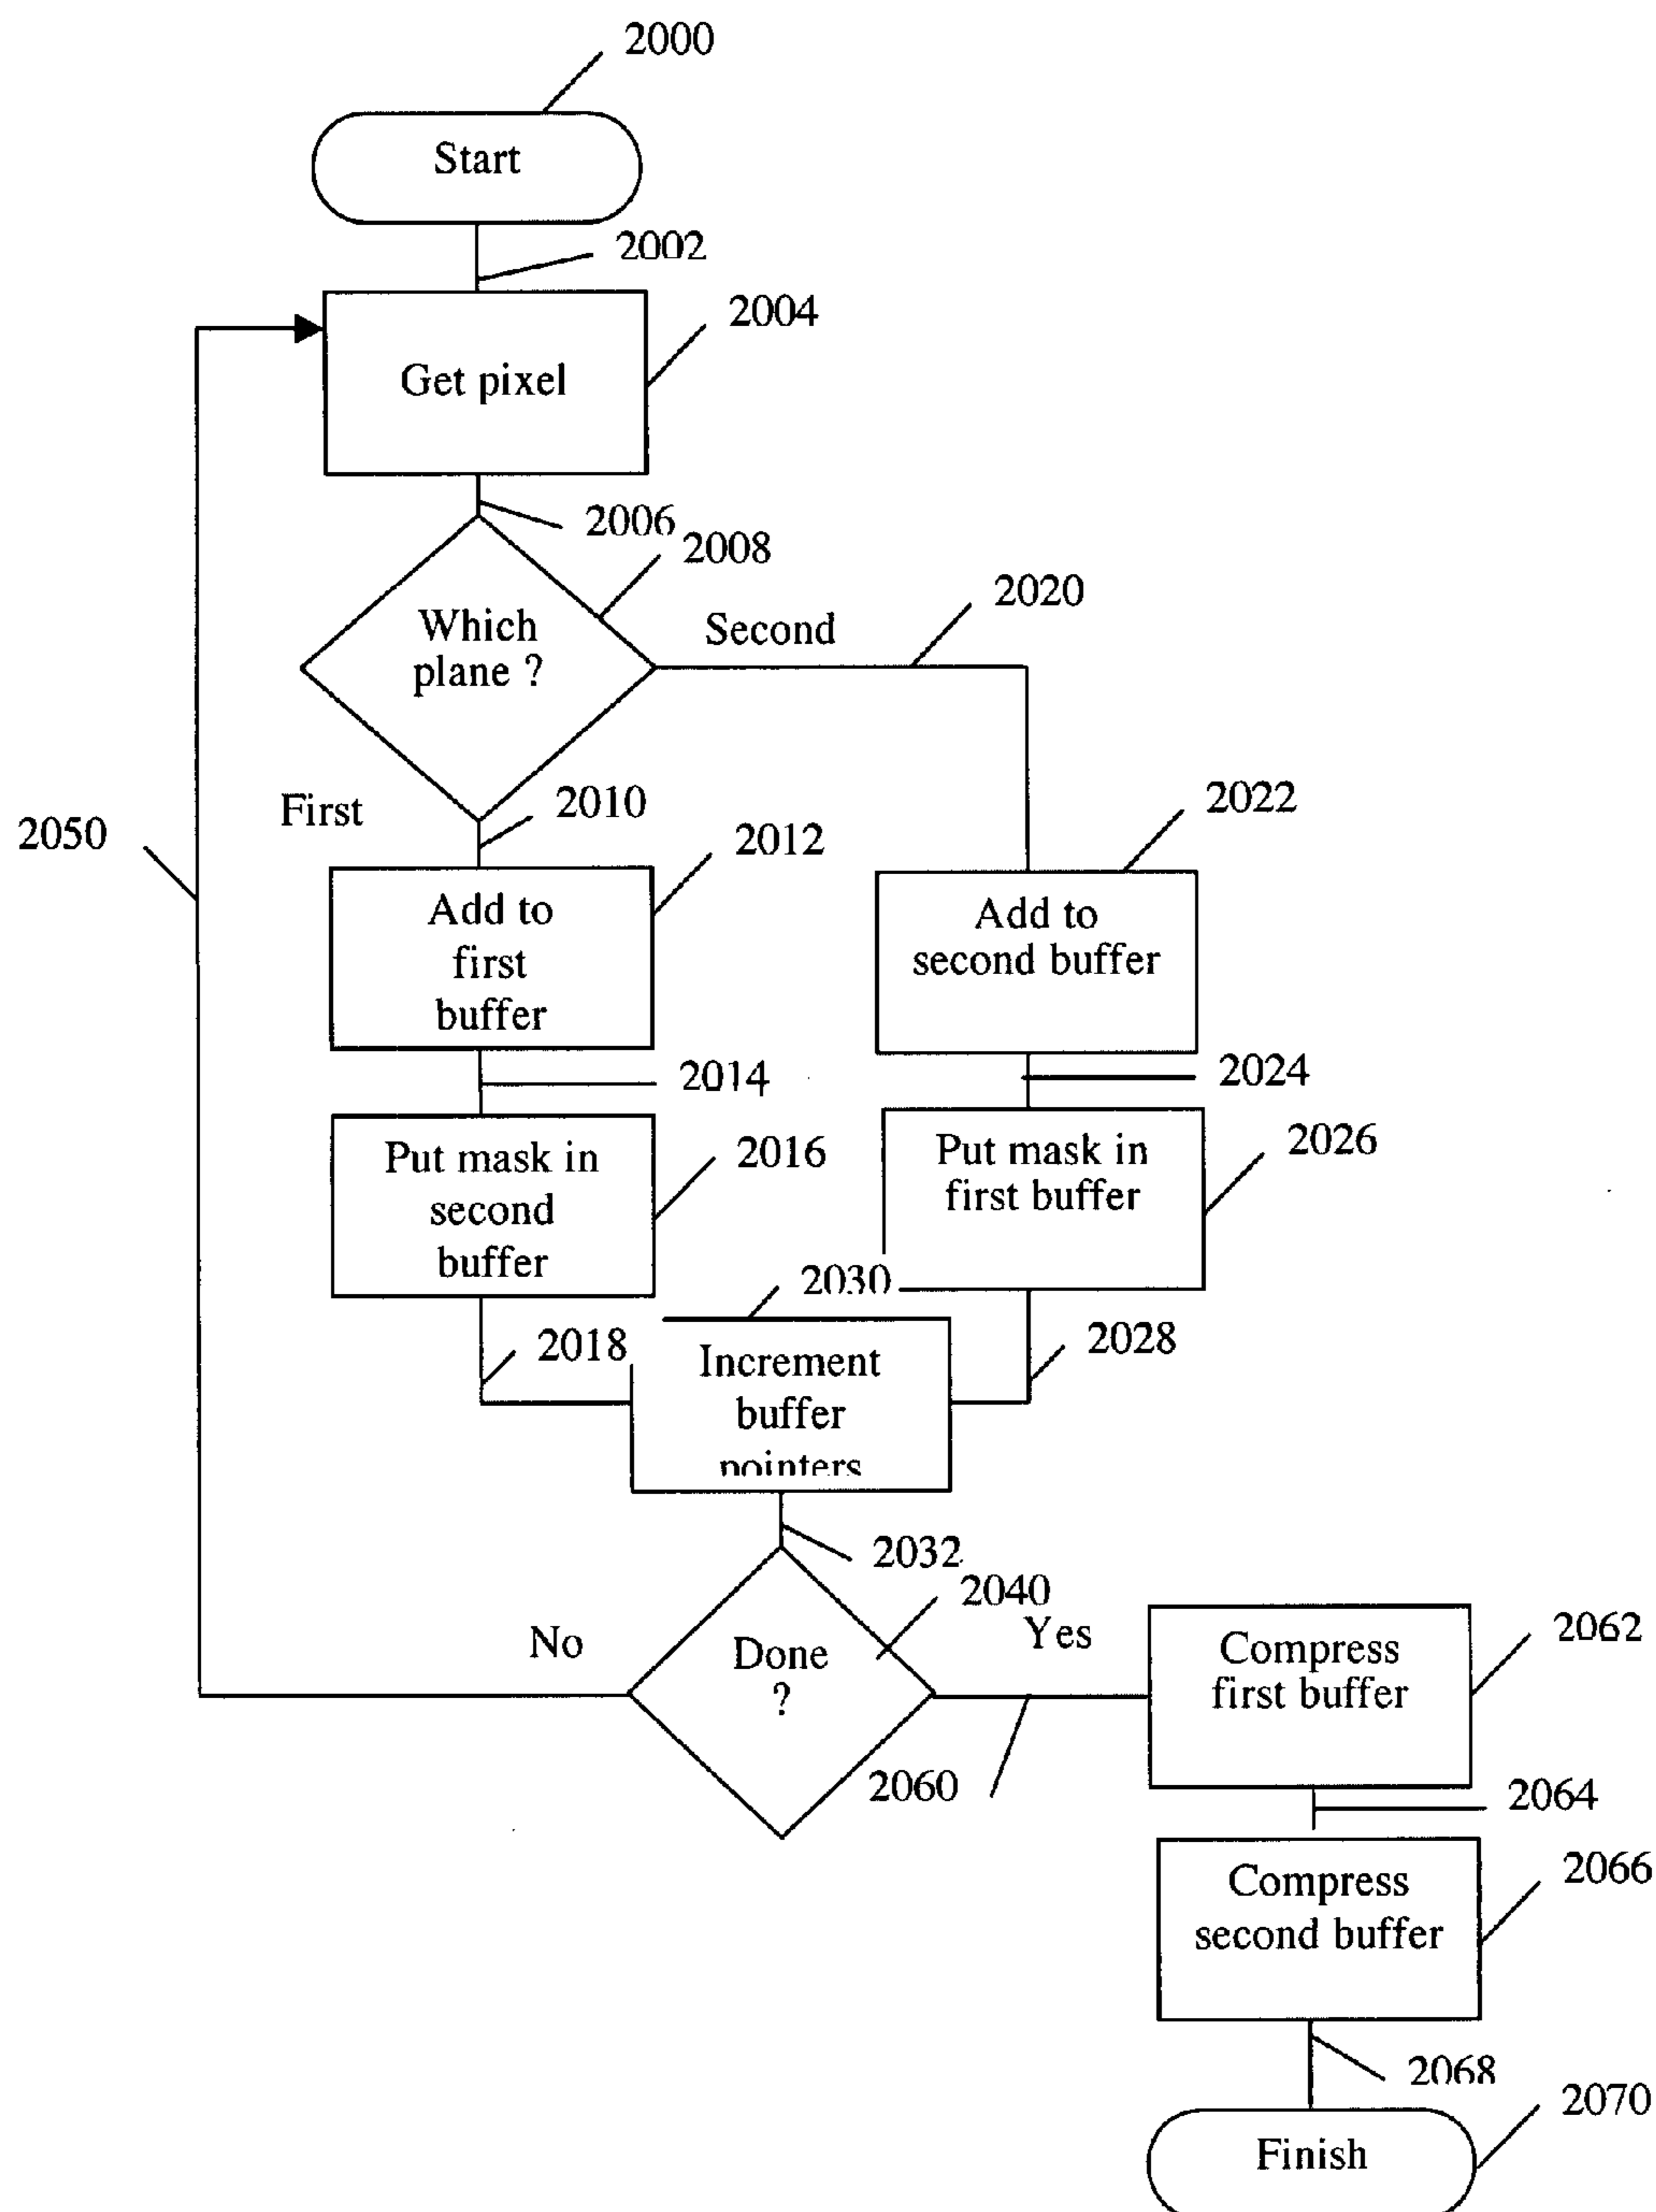 2000
Start
2002
2004
Get pixel
2006
2008
Which
plane ?
Second
2020
First
2010
2050
2012
2022
Add to
first
buffer
Add to
second buffer
2014
2024
Put mask in
second
buffer
2016
Put mask in
first buffer
2026
2030
2018
Increment
buffer
pointers
2028
2032
2040
No
Done
?
Yes
2060
Compress
first buffer
2062
2064
Compress
second buffer
2066
2068
2070
Finish